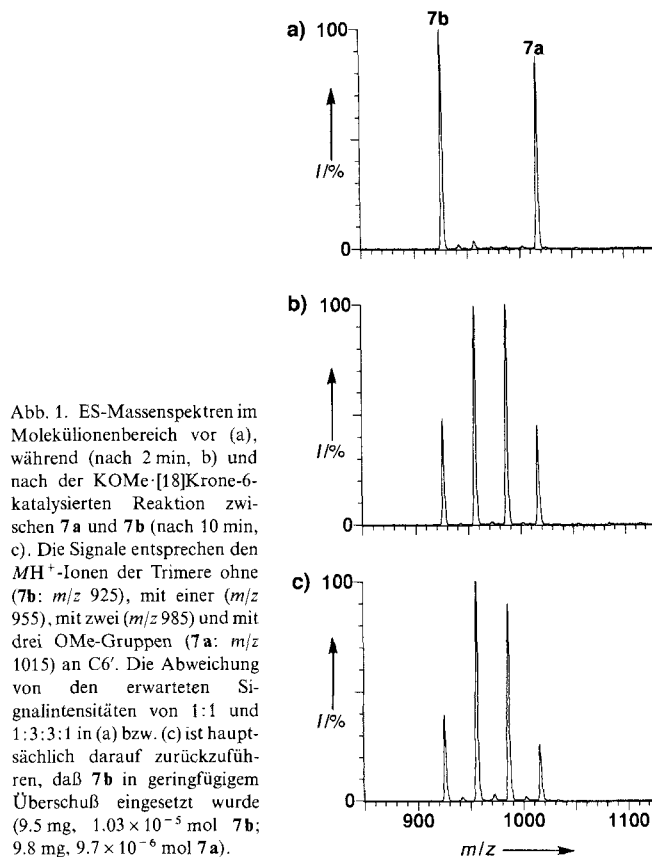 7b
a) 100
7a
I/%
0
b) 100
I/%
0
c) 100
I/%
0
900 1000 1100
m/z
Abb. 1. ES-Massenspektren im
Molekülionenbereich vor (a),
während (nach 2 min, b) und
nach der KOMe·[18]Krone-6-
katalysierten Reaktion zwi-
schen 7a und 7b (nach 10 min,
c). Die Signale entsprechen den
MH⁺-Ionen der Trimere ohne
(7b: m/z 925), mit einer (m/z
955), mit zwei (m/z 985) und mit
drei OMe-Gruppen (7a: m/z
1015) an C6′. Die Abweichung
von den erwarteten Si-
gnalintensitäten von 1:1 und
1:3:3:1 in (a) bzw. (c) ist haupt-
sächlich darauf zurückzufüh-
ren, daß 7b in geringfügigem
Überschuß eingesetzt wurde
(9.5 mg, 1.03 × 10⁻⁵ mol 7b;
9.8 mg, 9.7 × 10⁻⁶ mol 7a).